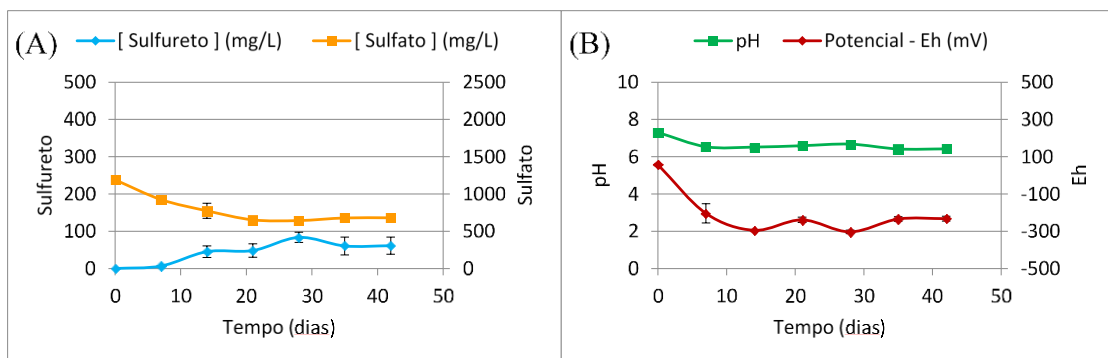 (A)
[ Sulfureto ] (mg/L) [ Sulfato ] (mg/L)
500 2500
400 2000
300 1500
200 1000
100 500
0 0
Sulfureto
Sulfato
0 10 20 30 40 50
Tempo (dias)
(B)
pH Potencial - Eh (mV)
10 500
8 300
6 100
4 -100
2 -300
0 -500
pH
Eh
0 10 20 30 40 50
Tempo (dias)